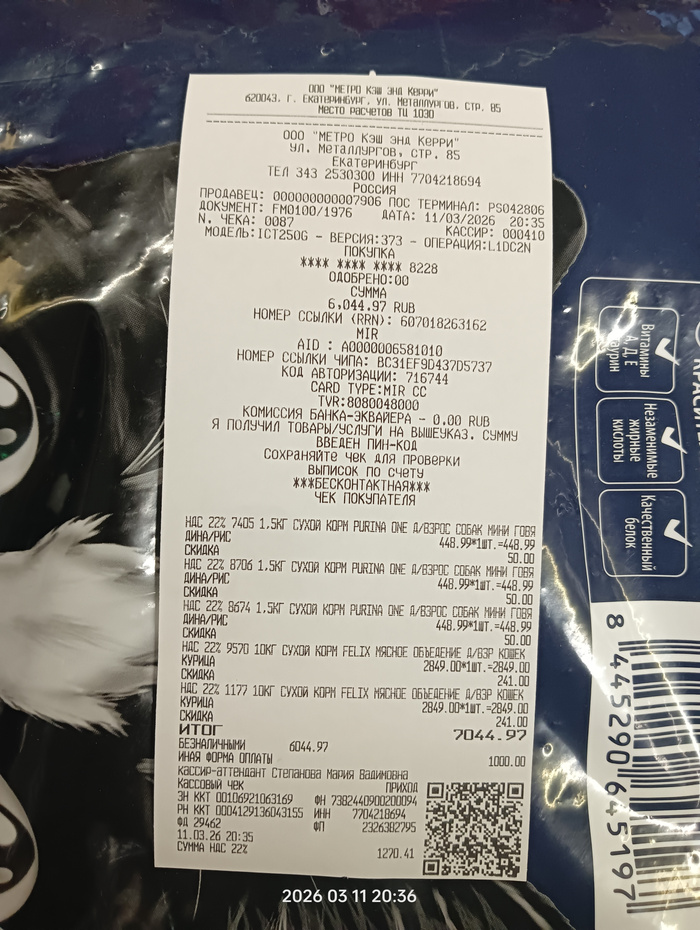 ООО "МЕТРО Кэш энд Керри"
620043, г. Екатеринбург, ул. Металлургов, стр. 85
Место расчетов ТЦ 1030
ООО "МЕТРО Кэш энд Керри"
ул. Металлургов, стр. 85
Екатеринбург
ТЕЛ 343 2530300 ИНН 7704218694
РОССИЯ
ПРОДАВЕЦ: 000000000007906 ПОС ТЕРМИНАЛ: PS042806
ДОКУМЕНТ: FM0100/1976 ДАТА: 11/03/2026 20:35
N. ЧЕКА: 0087 КАССИР: 000410
МОДЕЛЬ:ICT250G - ВЕРСИЯ:373 - ОПЕРАЦИЯ:L1DC2N
ПОКУПКА
**** **** **** 8228
ОДОБРЕНО:00
СУММА
6,044.97 RUB
НОМЕР ССЫЛКИ (RRN): 607018263162
MIR
AID : A0000006581010
НОМЕР ССЫЛКИ ЧИПА: BC31EF9D437D5737
КОД АВТОРИЗАЦИИ: 716744
CARD TYPE:MIR CC
TVR:8080048000
КОМИССИЯ БАНКА-ЭКВАЙЕРА - 0.00 RUB
Я ПОЛУЧИЛ ТОВАРЫ/УСЛУГИ НА ВЫШЕУКАЗ. СУММУ
ВВЕДЕН ПИН-КОД
Сохраняйте чек для проверки
выписок по счету
***БЕСКОНТАКТНАЯ***
ЧЕК ПОКУПАТЕЛЯ
НДС 22% 7405 1,5КГ СУХОЙ КОРМ PURINA ONE Д/ВЗРОС СОБАК МИНИ ГОВЯ
ДИНА/РИС 448.99*1шт.=448.99
СКИДКА 50.00
НДС 22% 8706 1,5КГ СУХОЙ КОРМ PURINA ONE Д/ВЗРОС СОБАК МИНИ ГОВЯ
ДИНА/РИС 448.99*1шт.=448.99
СКИДКА 50.00
НДС 22% 8674 1,5КГ СУХОЙ КОРМ PURINA ONE Д/ВЗРОС СОБАК МИНИ ГОВЯ
ДИНА/РИС 448.99*1шт.=448.99
СКИДКА 50.00
НДС 22% 9570 10КГ СУХОЙ КОРМ FELIX МЯСНОЕ ОБЪЕДЕНИЕ Д/ВЗР КОШЕК
КУРИЦА 2849.00*1шт.=2849.00
СКИДКА 241.00
НДС 22% 1177 10КГ СУХОЙ КОРМ FELIX МЯСНОЕ ОБЪЕДЕНИЕ Д/ВЗР КОШЕК
КУРИЦА 2849.00*1шт.=2849.00
СКИДКА 241.00
ИТОГ 7044.97
БЕЗНАЛИЧНЫМИ 6044.97
ИНАЯ ФОРМА ОПЛАТЫ 1000.00
кассир-аттендант Степанова Мария Вадимовна
Кассовый чек ПРИХОД
ЗН ККТ 00106921063169 ФН 7382440900200094
РН ККТ 0004129136043155 ИНН 7704218694
ФД 29462 ФП 2326382795
11.03.26 20:35
СУММА НДС 22% 1270.41
Витамины
А, Д, Е
Незаменимые
жирные
кислоты
Качественный
белок
8 445290 645197
2026 03 11 20:36